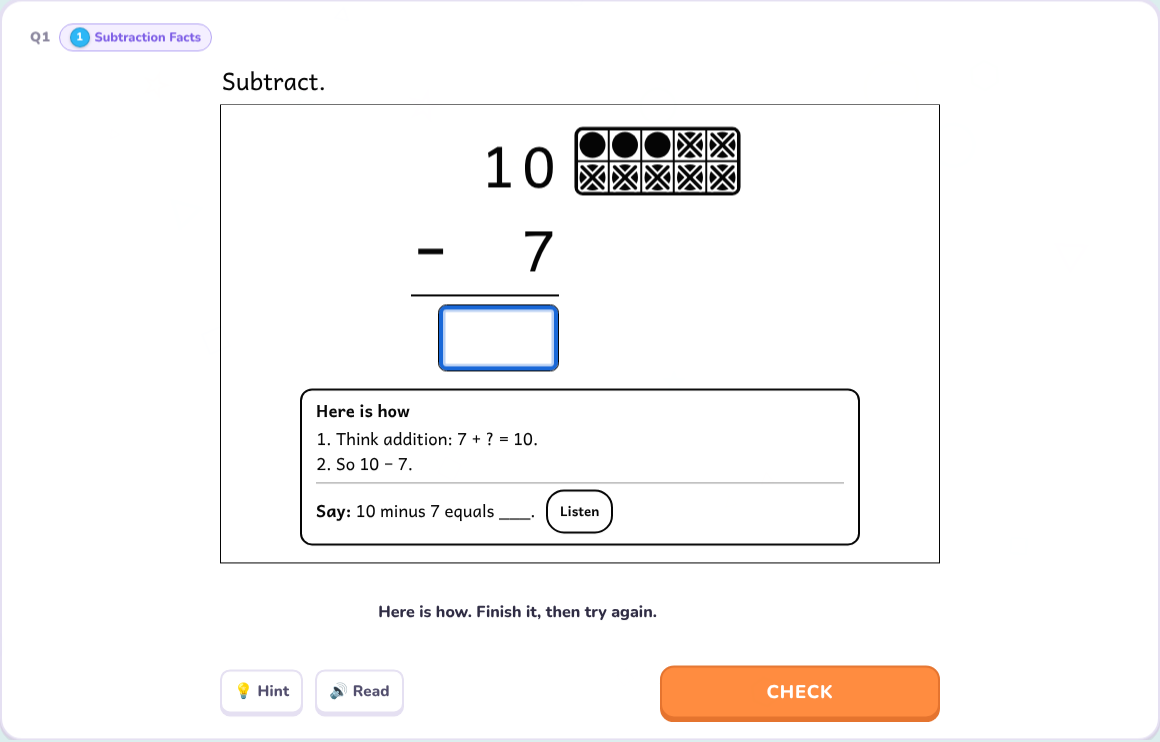 Q1 1 Subtraction Facts
Subtract.
10
− 7
Here is how
1. Think addition: 7 + ? = 10.
2. So 10 − 7.
Say: 10 minus 7 equals ___. Listen
Here is how. Finish it, then try again.
💡 Hint 🔊 Read CHECK